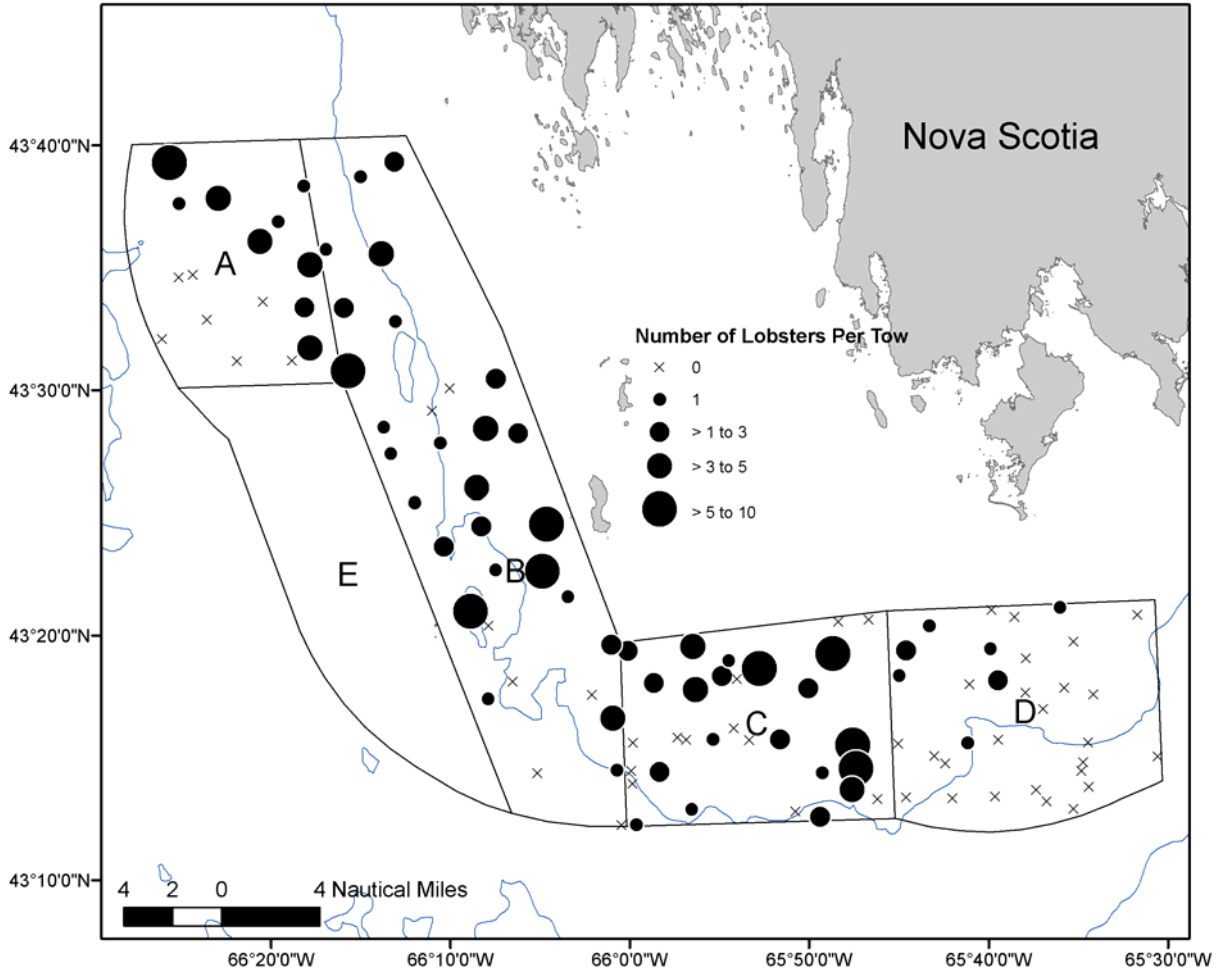 Nova Scotia
43°40'0"N
A
Number of Lobsters Per Tow
0
1
> 1 to 3
> 3 to 5
> 5 to 10
43°30'0"N
B
E
43°20'0"N
C
D
43°10'0"N
4 2 0 4 Nautical Miles
66°20'0"W 66°10'0"W 66°0'0"W 65°50'0"W 65°40'0"W 65°30'0"W